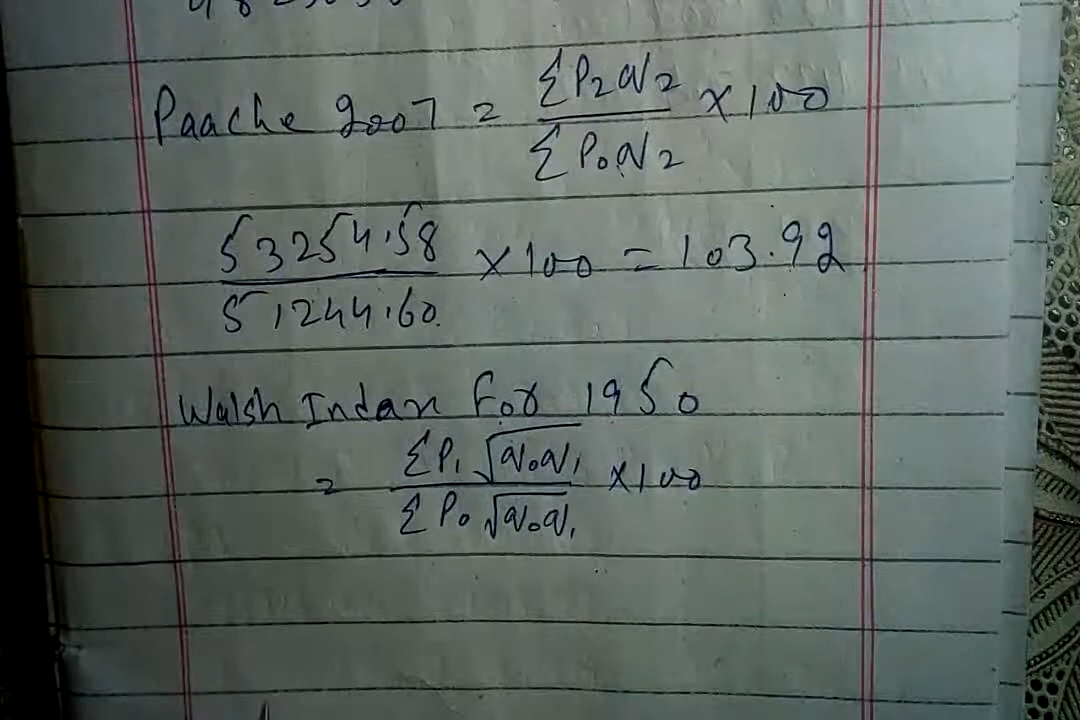 Paache 2007 = ΣP₂q₂ / ΣP₀q₂ × 100
53254.58 / 51244.60 × 100 = 103.92
Walsh Indax For 1950
= ΣP₁√q₀q₁ / ΣP₀√q₀q₁ × 100